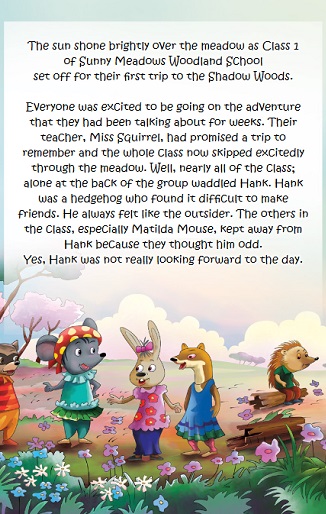 The sun shone brightly over the meadow as Class 1
of Sunny Meadows Woodland School
set off for their first trip to the Shadow Woods.
Everyone was excited to be going on the adventure
that they had been talking about for weeks. Their
teacher, Miss Squirrel, had promised a trip to
remember and the whole class now skipped excitedly
through the meadow. Well, nearly all of the Class;
alone at the back of the group waddled Hank. Hank
was a hedgehog who found it difficult to make
friends. He always felt like the outsider. The others in
the Class, especially Matilda Mouse, kept away from
Hank because they thought him odd.
Yes, Hank was not really looking forward to the day.